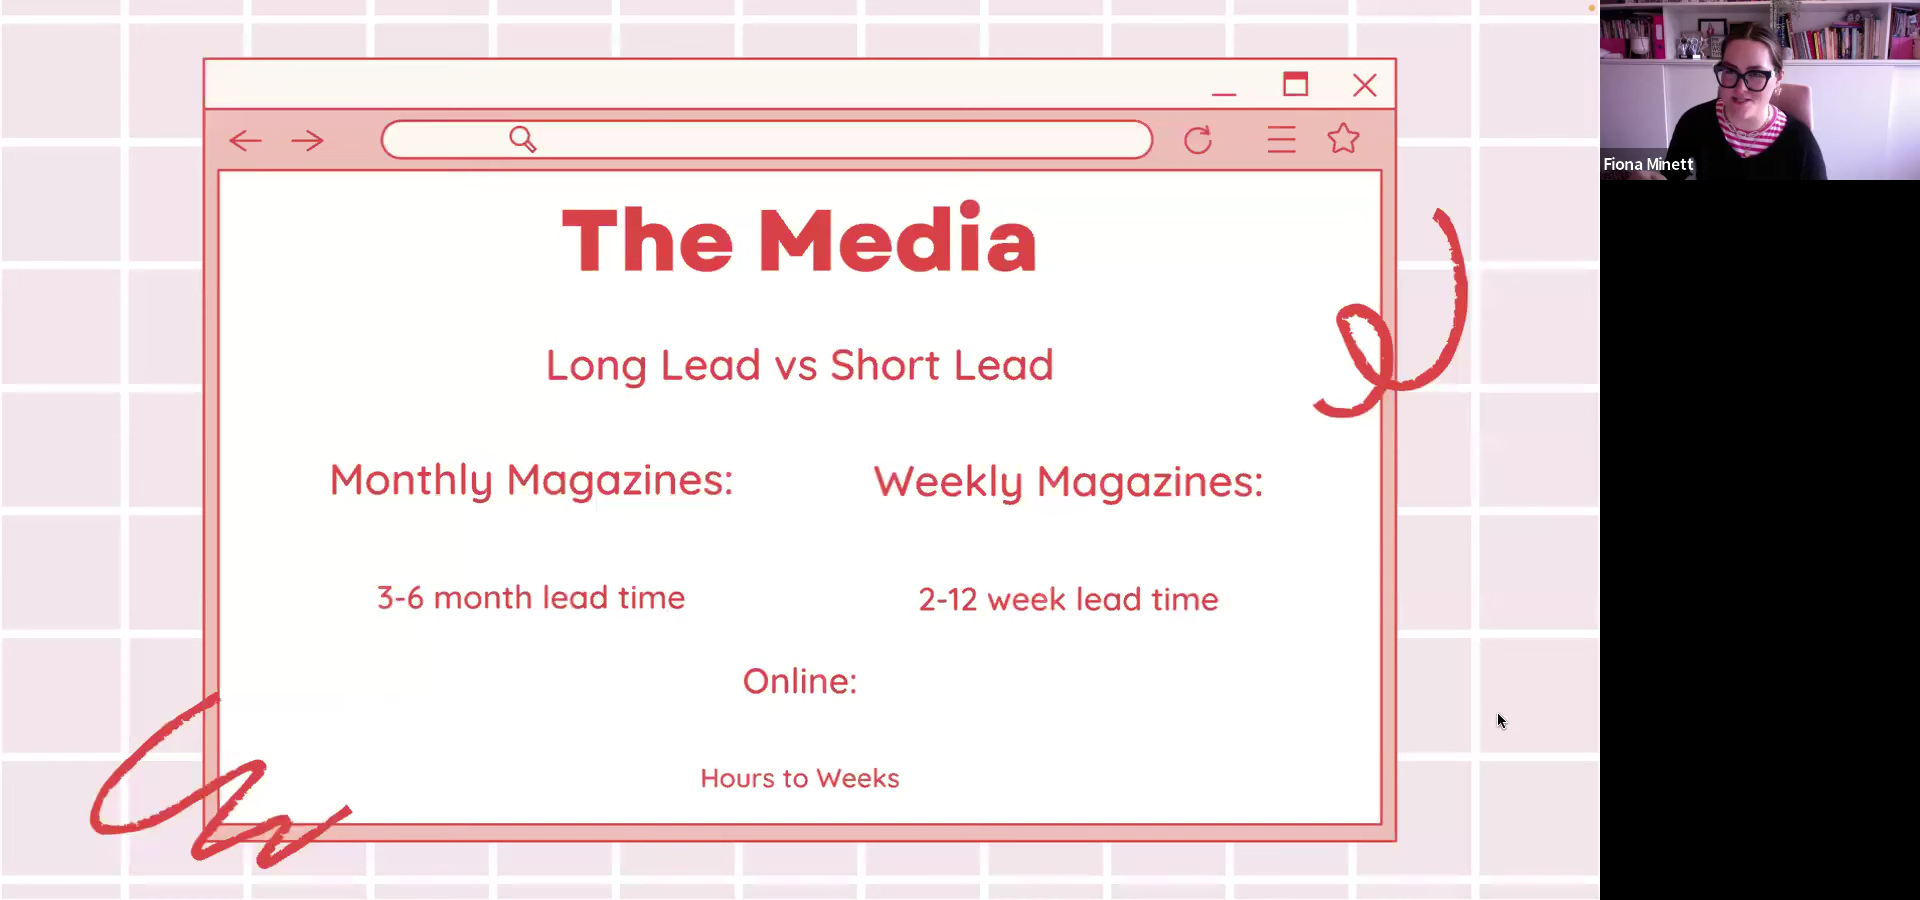 The Media
Long Lead vs Short Lead
Monthly Magazines:
Weekly Magazines:
3-6 month lead time
2-12 week lead time
Online:
Hours to Weeks
Fiona Minett